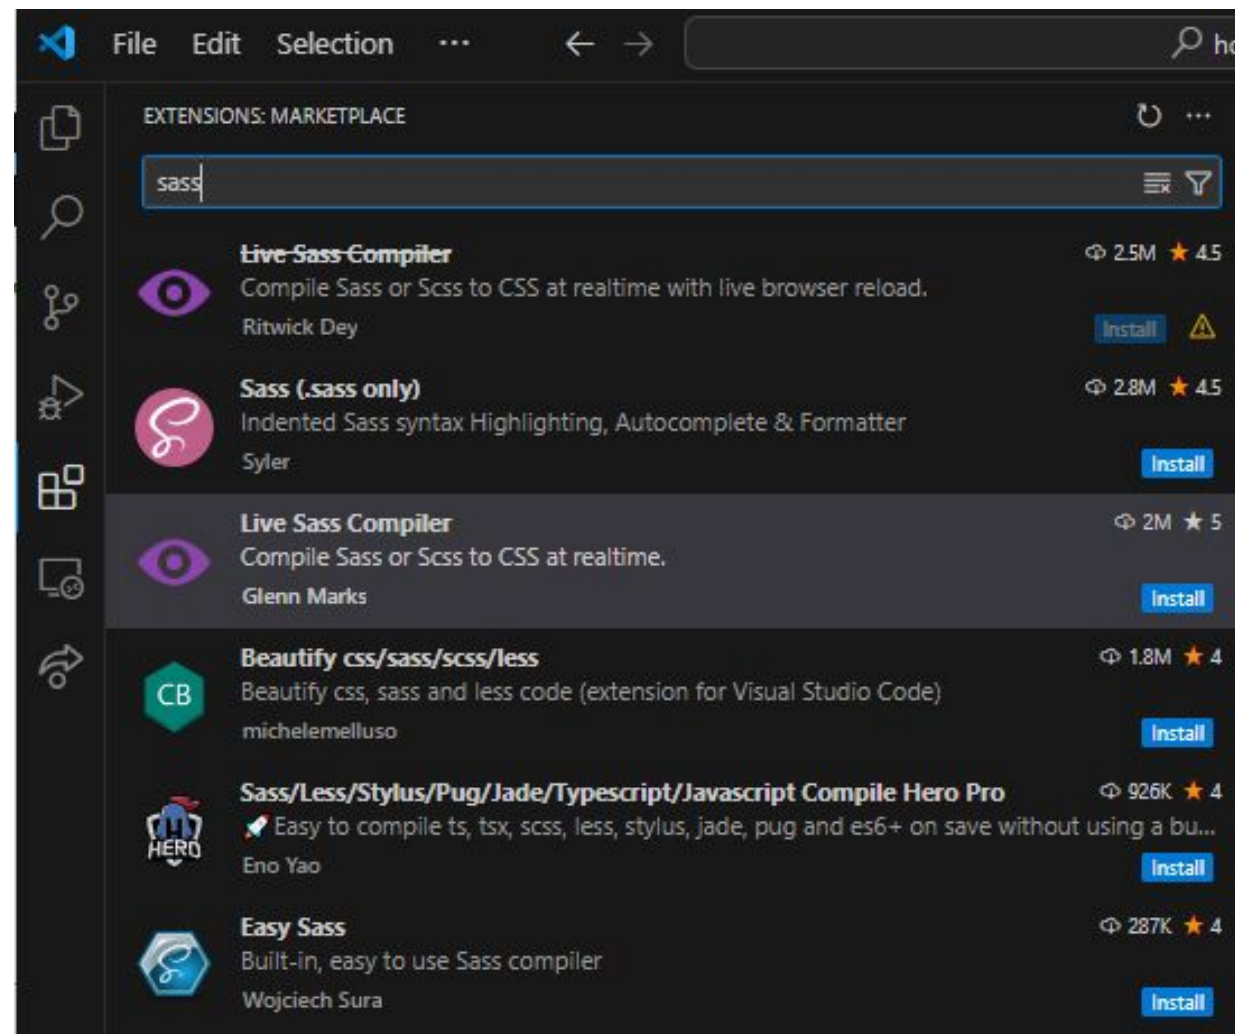 File Edit Selection ··· ho
EXTENSIONS: MARKETPLACE
sass
Live Sass Compiler 2.5M 4.5
Compile Sass or Scss to CSS at realtime with live browser reload.
Ritwick Dey Install
Sass (.sass only) 2.8M 4.5
Indented Sass syntax Highlighting, Autocomplete & Formatter
Syler Install
Live Sass Compiler 2M 5
Compile Sass or Scss to CSS at realtime.
Glenn Marks Install
Beautify css/sass/scss/less 1.8M 4
CB Beautify css, sass and less code (extension for Visual Studio Code)
michelemelluso Install
Sass/Less/Stylus/Pug/Jade/Typescript/Javascript Compile Hero Pro 926K 4
🚀 Easy to compile ts, tsx, scss, less, stylus, jade, pug and es6+ on save without using a bu...
HERO
Eno Yao Install
Easy Sass 287K 4
Built-in, easy to use Sass compiler
Wojciech Sura Install